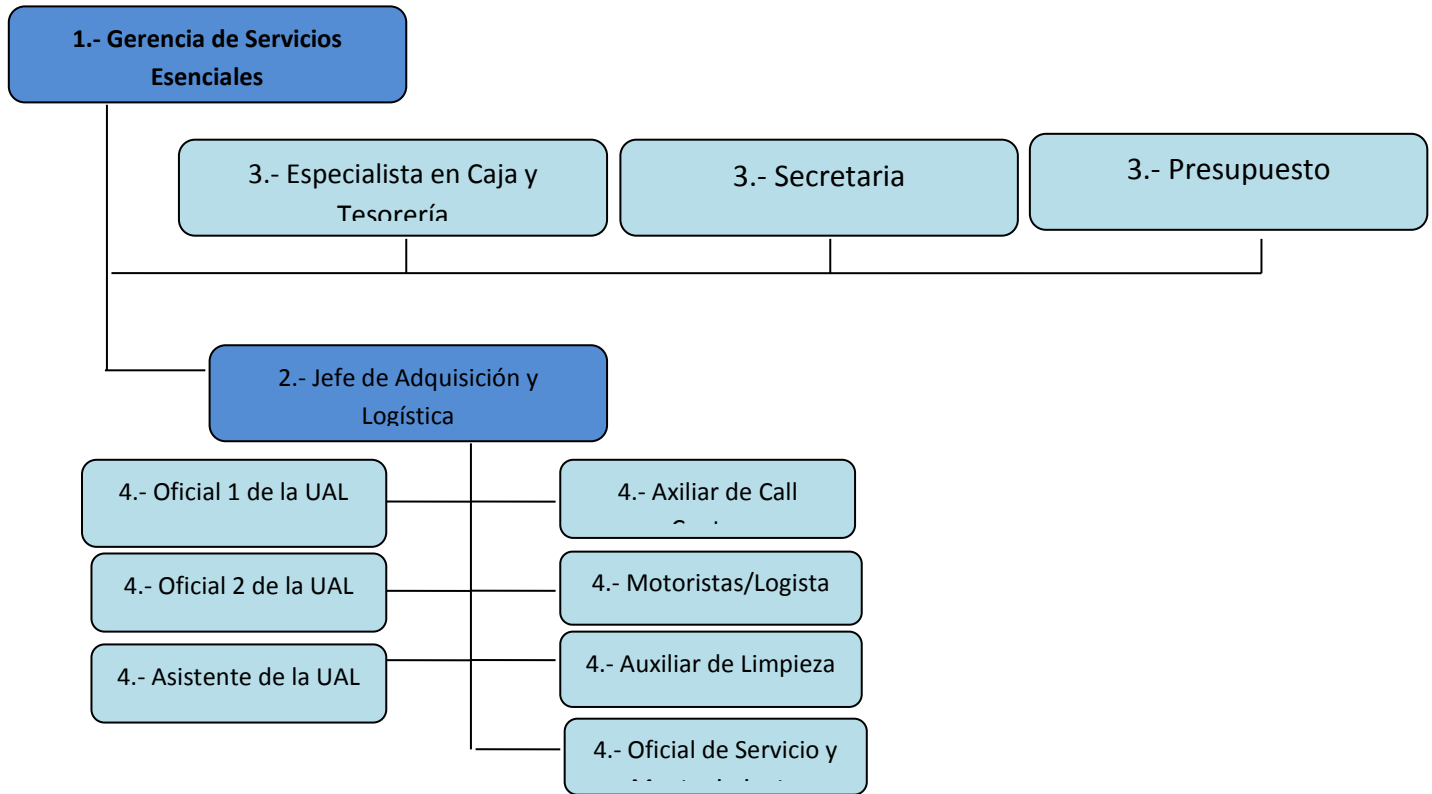 1.- Gerencia de Servicios
Esenciales
3.- Especialista en Caja y
Tesorería
3.- Secretaria
3.- Presupuesto
2.- Jefe de Adquisición y
Logística
4.- Oficial 1 de la UAL
4.- Axiliar de Call
4.- Oficial 2 de la UAL
4.- Motoristas/Logista
4.- Asistente de la UAL
4.- Auxiliar de Limpieza
4.- Oficial de Servicio y